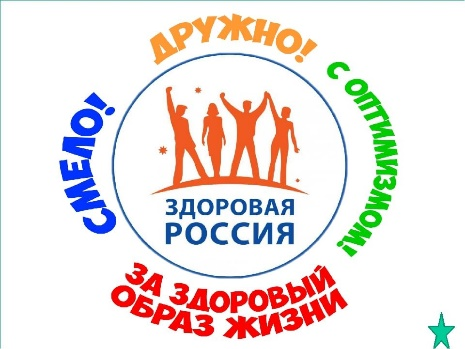 СМЕЛО!
ДРУЖНО!
С ОПТИМИЗМОМ!
ЗДОРОВАЯ
РОССИЯ
ЗА ЗДОРОВЫЙ
ОБРАЗ ЖИЗНИ